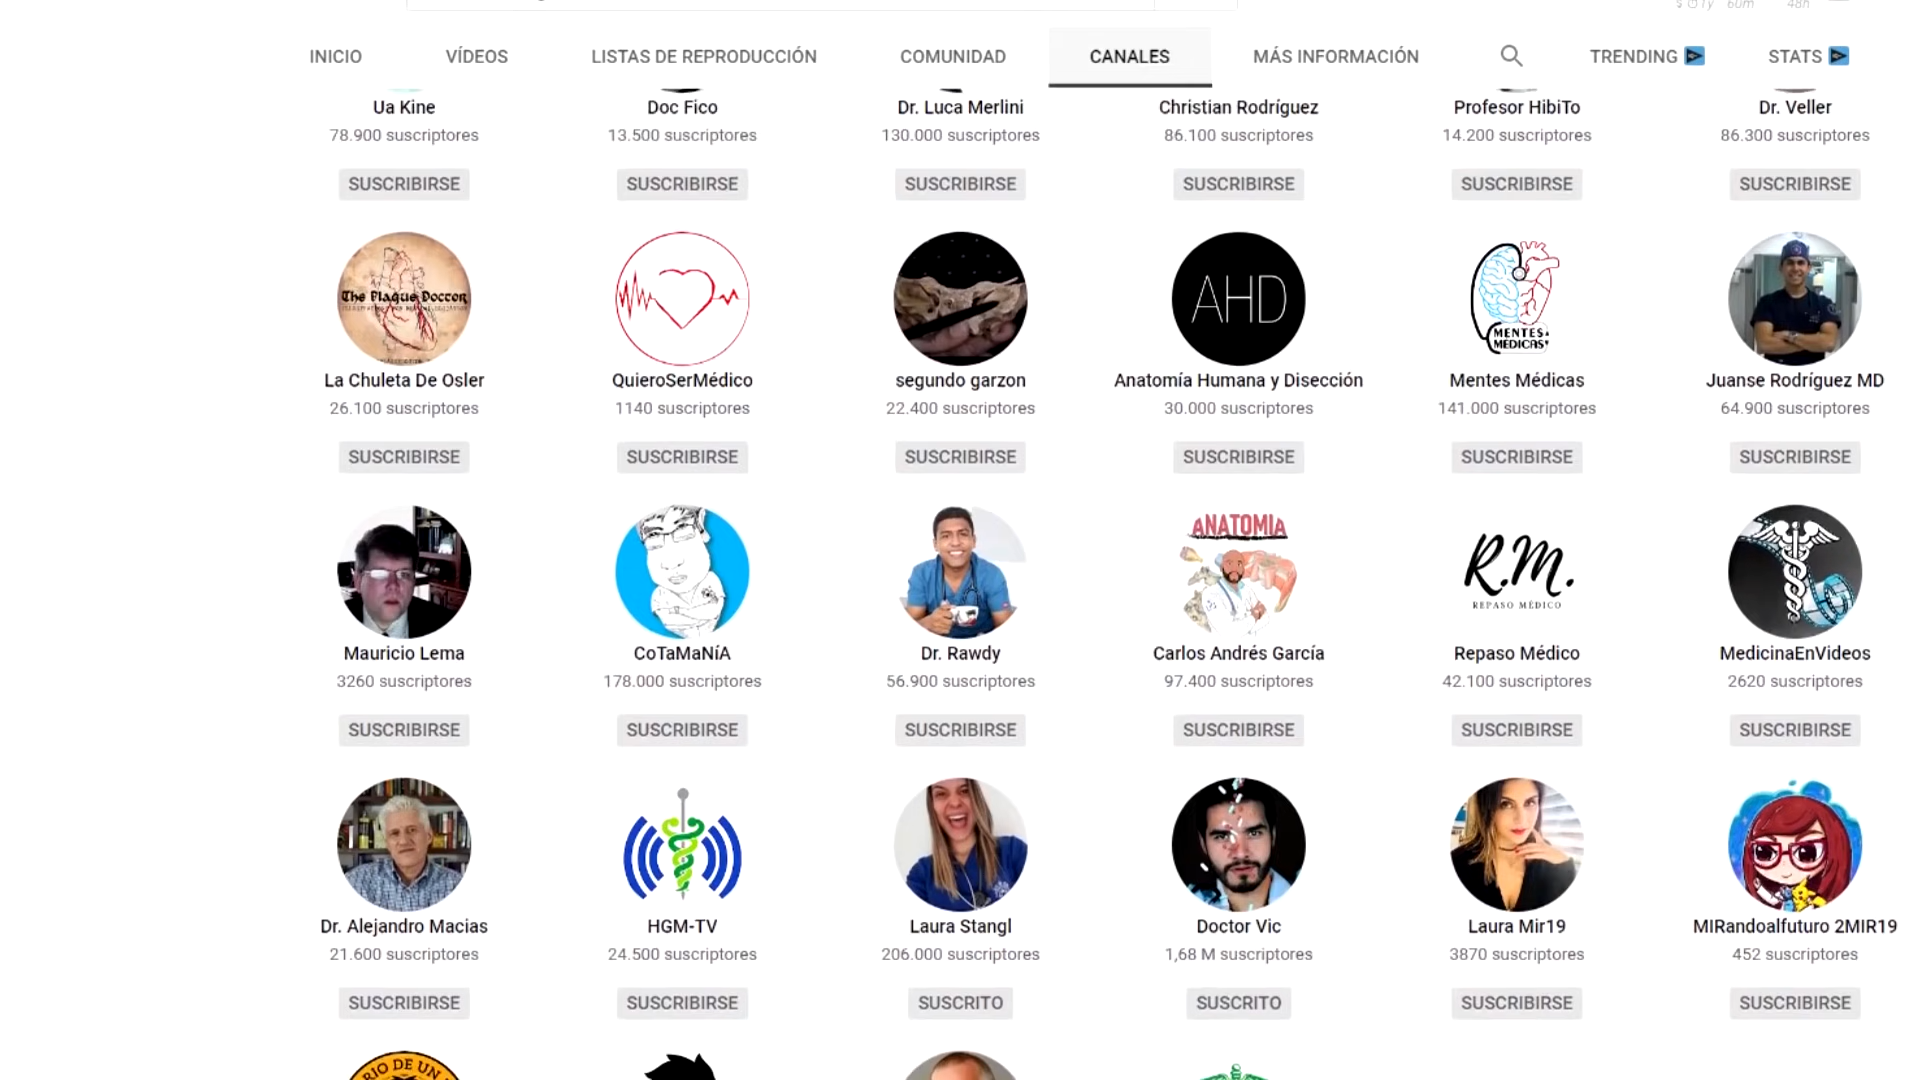 INICIO VÍDEOS LISTAS DE REPRODUCCIÓN COMUNIDAD CANALES MÁS INFORMACIÓN TRENDING STATS
Ua Kine Doc Fico Dr. Luca Merlini Christian Rodríguez Profesor HibiTo Dr. Veller
78.900 suscriptores 13.500 suscriptores 130.000 suscriptores 86.100 suscriptores 14.200 suscriptores 86.300 suscriptores
SUSCRIBIRSE SUSCRIBIRSE SUSCRIBIRSE SUSCRIBIRSE SUSCRIBIRSE SUSCRIBIRSE
The Plaque Doctor AHD MENTES
MÉDICAS
La Chuleta De Osler QuieroSerMédico segundo garzon Anatomía Humana y Disección Mentes Médicas Juanse Rodríguez MD
26.100 suscriptores 1140 suscriptores 22.400 suscriptores 30.000 suscriptores 141.000 suscriptores 64.900 suscriptores
SUSCRIBIRSE SUSCRIBIRSE SUSCRIBIRSE SUSCRIBIRSE SUSCRIBIRSE SUSCRIBIRSE
ANATOMIA R.M.
REPASO MÉDICO
Mauricio Lema CoTaMaNíA Dr. Rawdy Carlos Andrés García Repaso Médico MedicinaEnVideos
3260 suscriptores 178.000 suscriptores 56.900 suscriptores 97.400 suscriptores 42.100 suscriptores 2620 suscriptores
SUSCRIBIRSE SUSCRIBIRSE SUSCRIBIRSE SUSCRIBIRSE SUSCRIBIRSE SUSCRIBIRSE
Dr. Alejandro Macias HGM-TV Laura Stangl Doctor Vic Laura Mir19 MIRandoalfuturo 2MIR19
21.600 suscriptores 24.500 suscriptores 206.000 suscriptores 1,68 M suscriptores 3870 suscriptores 452 suscriptores
SUSCRIBIRSE SUSCRIBIRSE SUSCRITO SUSCRITO SUSCRIBIRSE SUSCRIBIRSE
RIO DE UN